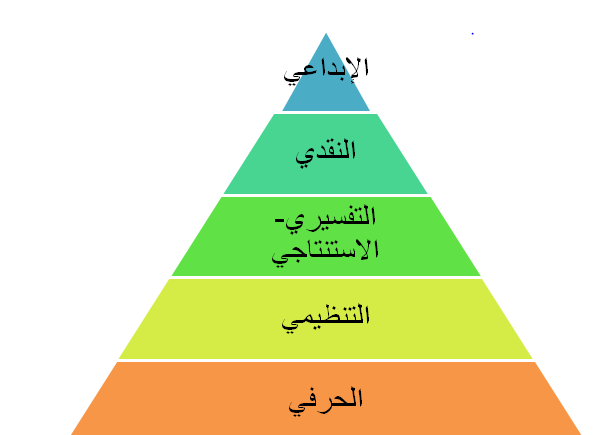 الإبداعي
النقدي
التفسيري-
الاستنتاجي
التنظيمي
الحرفي